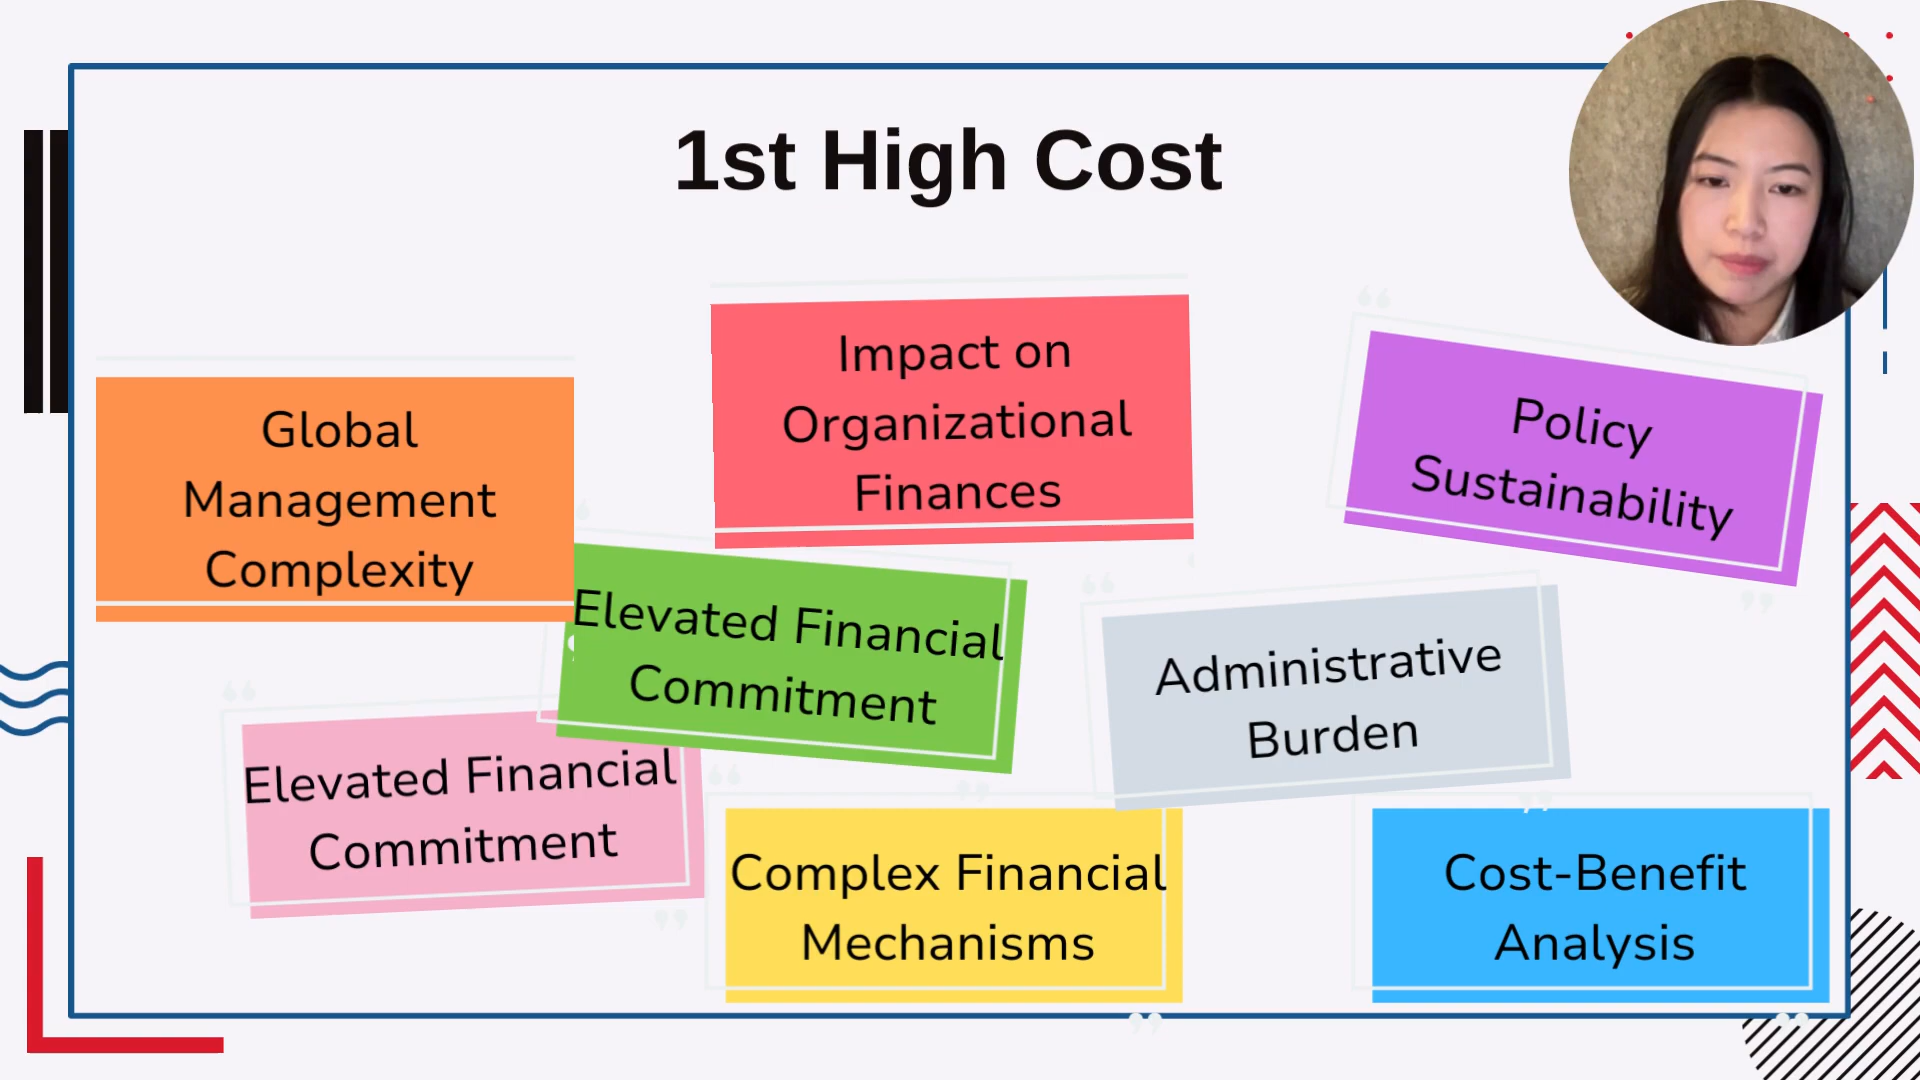 1st High Cost
Impact on
Organizational
Finances
Policy
Sustainability
Global
Management
Complexity
Elevated Financial
Commitment
Administrative
Burden
Elevated Financial
Commitment
Complex Financial
Mechanisms
Cost-Benefit
Analysis